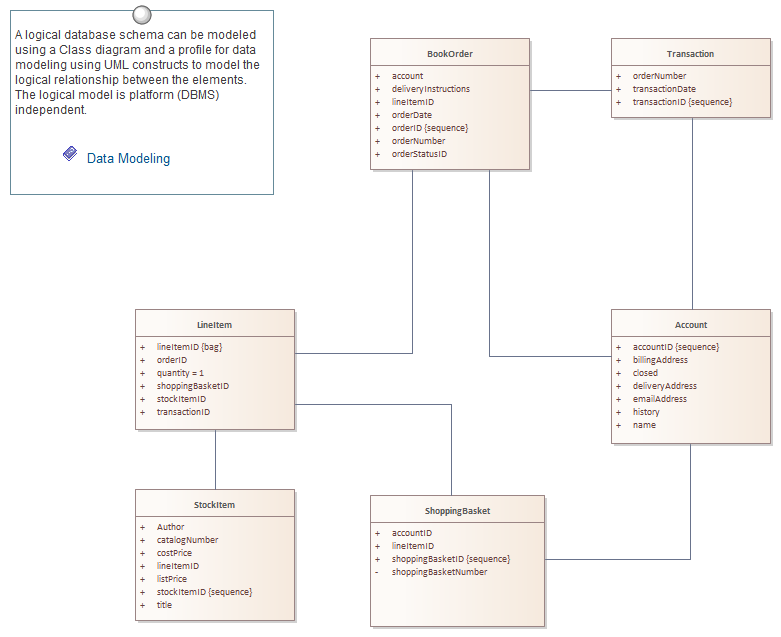 A logical database schema can be modeled
using a Class diagram and a profile for data
modeling using UML constructs to model the
logical relationship between the elements.
The logical model is platform (DBMS)
independent.
Data Modeling
BookOrder
+ account
+ deliveryInstructions
+ lineItemID
+ orderDate
+ orderID {sequence}
+ orderNumber
+ orderStatusID
Transaction
+ orderNumber
+ transactionDate
+ transactionID {sequence}
LineItem
+ lineItemID {bag}
+ orderID
+ quantity = 1
+ shoppingBasketID
+ stockItemID
+ transactionID
Account
+ accountID {sequence}
+ billingAddress
+ closed
+ deliveryAddress
+ emailAddress
+ history
+ name
StockItem
+ Author
+ catalogNumber
+ costPrice
+ lineItemID
+ listPrice
+ stockItemID {sequence}
+ title
ShoppingBasket
+ accountID
+ lineItemID
+ shoppingBasketID {sequence}
- shoppingBasketNumber